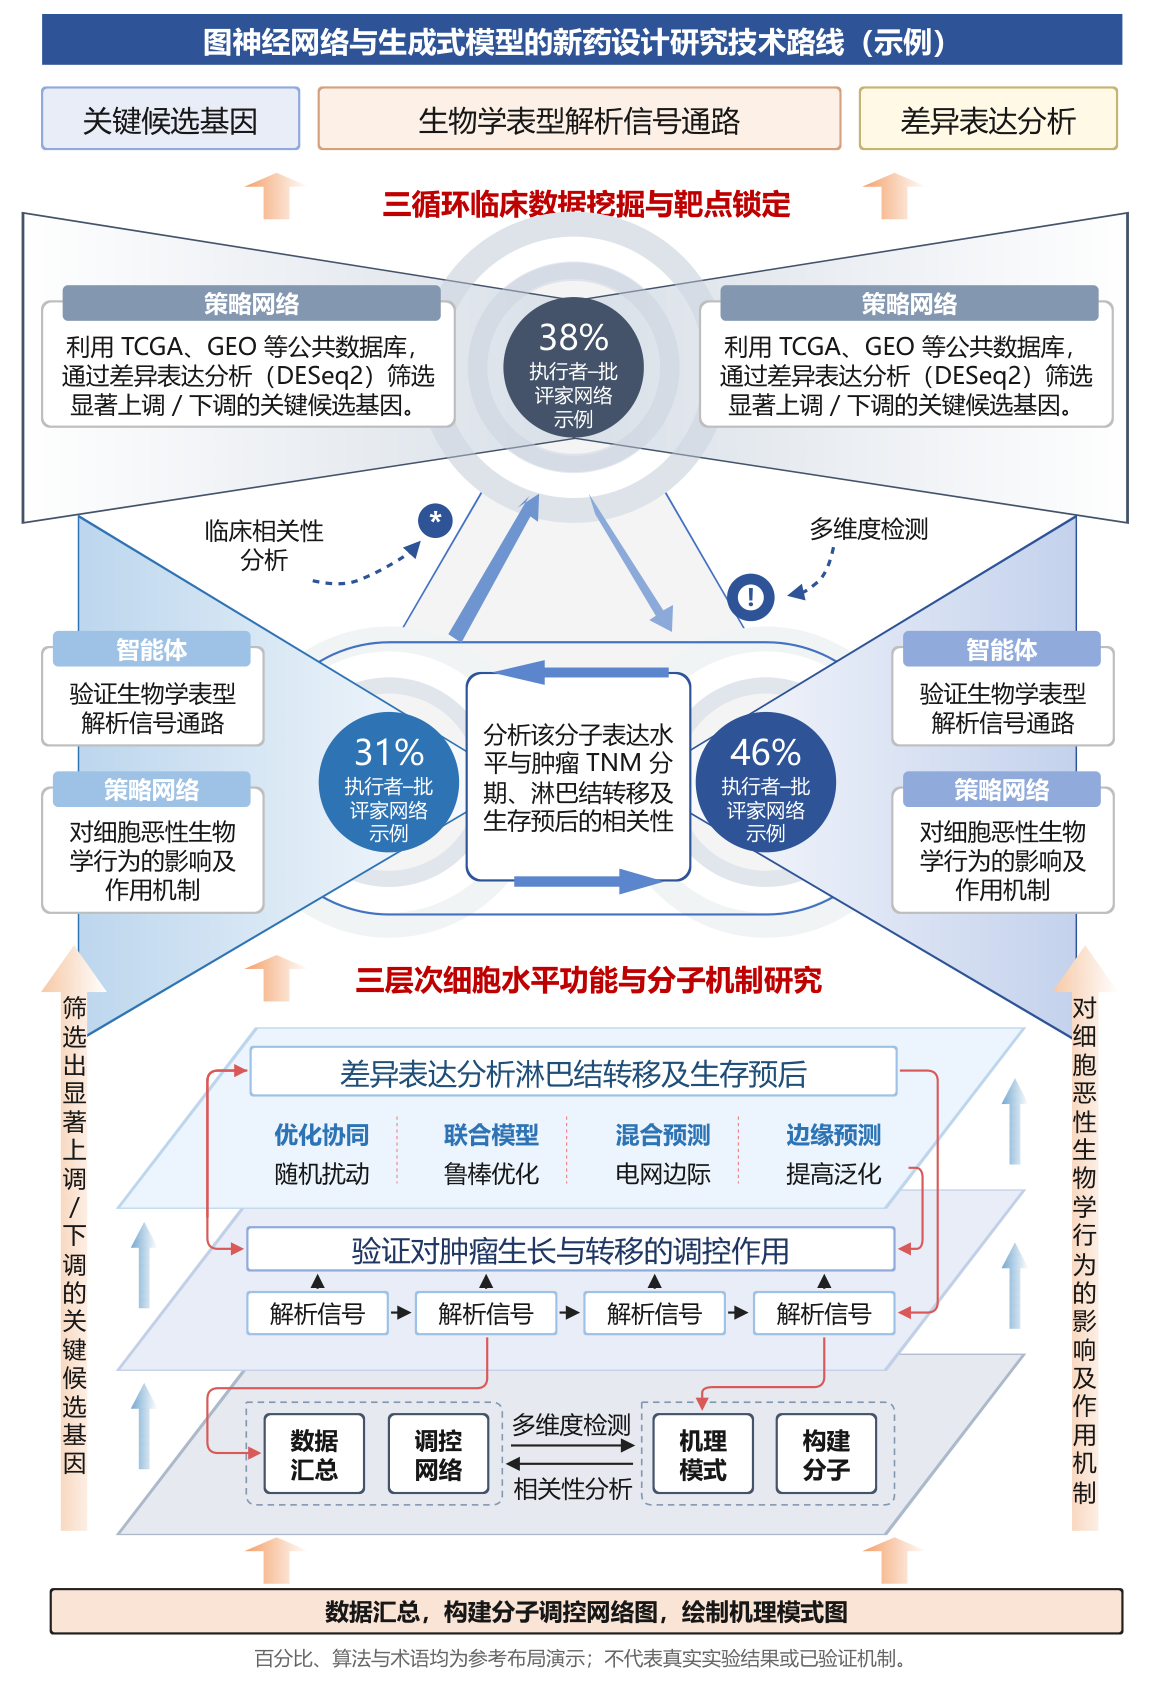 图神经网络与生成式模型的新药设计研究技术路线（示例）
关键候选基因
生物学表型解析信号通路
差异表达分析
三循环临床数据挖掘与靶点锁定
策略网络
利用 TCGA、GEO 等公共数据库，
通过差异表达分析（DESeq2）筛选
显著上调 / 下调的关键候选基因。
38%
执行者–批
评家网络
示例
策略网络
利用 TCGA、GEO 等公共数据库，
通过差异表达分析（DESeq2）筛选
显著上调 / 下调的关键候选基因。
临床相关性
分析
*
多维度检测
!
智能体
验证生物学表型
解析信号通路
策略网络
对细胞恶性生物
学行为的影响及
作用机制
31%
执行者–批
评家网络
示例
分析该分子表达水
平与肿瘤 TNM 分
期、淋巴结转移及
生存预后的相关性
46%
执行者–批
评家网络
示例
智能体
验证生物学表型
解析信号通路
策略网络
对细胞恶性生物
学行为的影响及
作用机制
三层次细胞水平功能与分子机制研究
筛选出显著上调/下调的关键候选基因
对细胞恶性生物学行为的影响及作用机制
差异表达分析淋巴结转移及生存预后
优化协同
随机扰动
联合模型
鲁棒优化
混合预测
电网边际
边缘预测
提高泛化
验证对肿瘤生长与转移的调控作用
解析信号
解析信号
解析信号
解析信号
数据
汇总
调控
网络
多维度检测
相关性分析
机理
模式
构建
分子
数据汇总，构建分子调控网络图，绘制机理模式图
百分比、算法与术语均为参考布局演示；不代表真实实验结果或已验证机制。